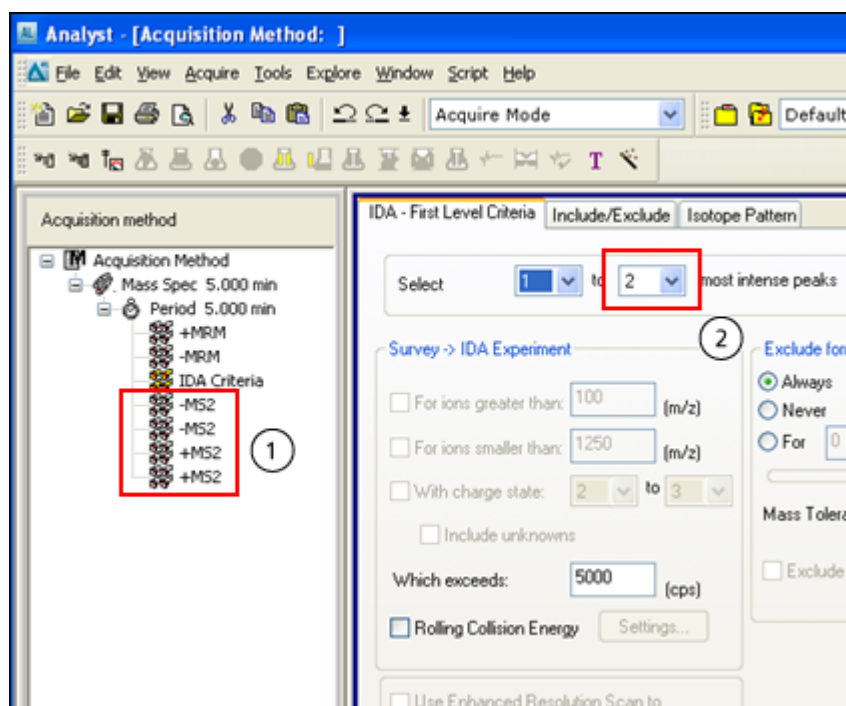 Analyst - [Acquisition Method: ]
File Edit View Acquire Tools Explore Window Script Help
Acquire Mode Default
T
Acquisition method
Acquisition Method
Mass Spec 5.000 min
Period 5.000 min
+MRM
-MRM
IDA Criteria
-MS2
-MS2
+MS2
+MS2
1
IDA - First Level Criteria Include/Exclude Isotope Pattern
Select 1 to 2 most intense peaks
2
Survey -> IDA Experiment
For ions greater than: 100 (m/z)
For ions smaller than: 1250 (m/z)
With charge state: 2 to 3
Include unknowns
Which exceeds: 5000 (cps)
Rolling Collision Energy Settings...
Use Enhanced Resolution Scan to
Exclude for
Always
Never
For 0
Mass Tolera
Exclude